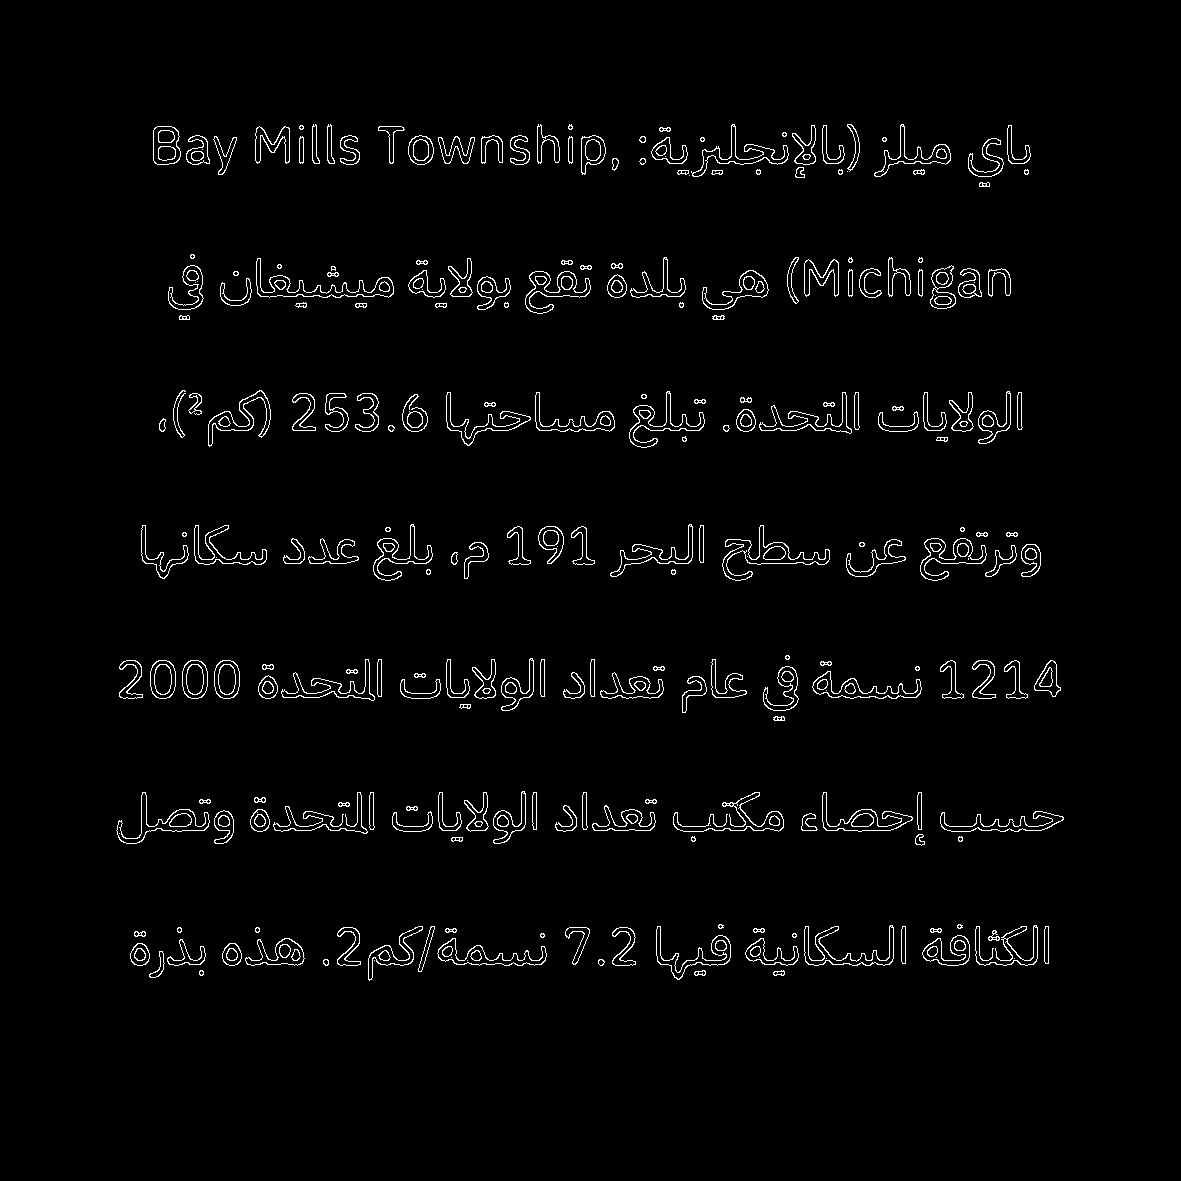 باي ميلز (بالإنجليزية: Bay Mills Township,
Michigan) هي بلدة تقع بولاية ميشيغان في
الولايات المتحدة. تبلغ مساحتها 253.6 (كم²)،
وترتفع عن سطح البحر 191 م، بلغ عدد سكانها
1214 نسمة في عام تعداد الولايات المتحدة 2000
حسب إحصاء مكتب تعداد الولايات المتحدة وتصل
الكثافة السكانية فيها 7.2 نسمة/كم2. هذه بذرة